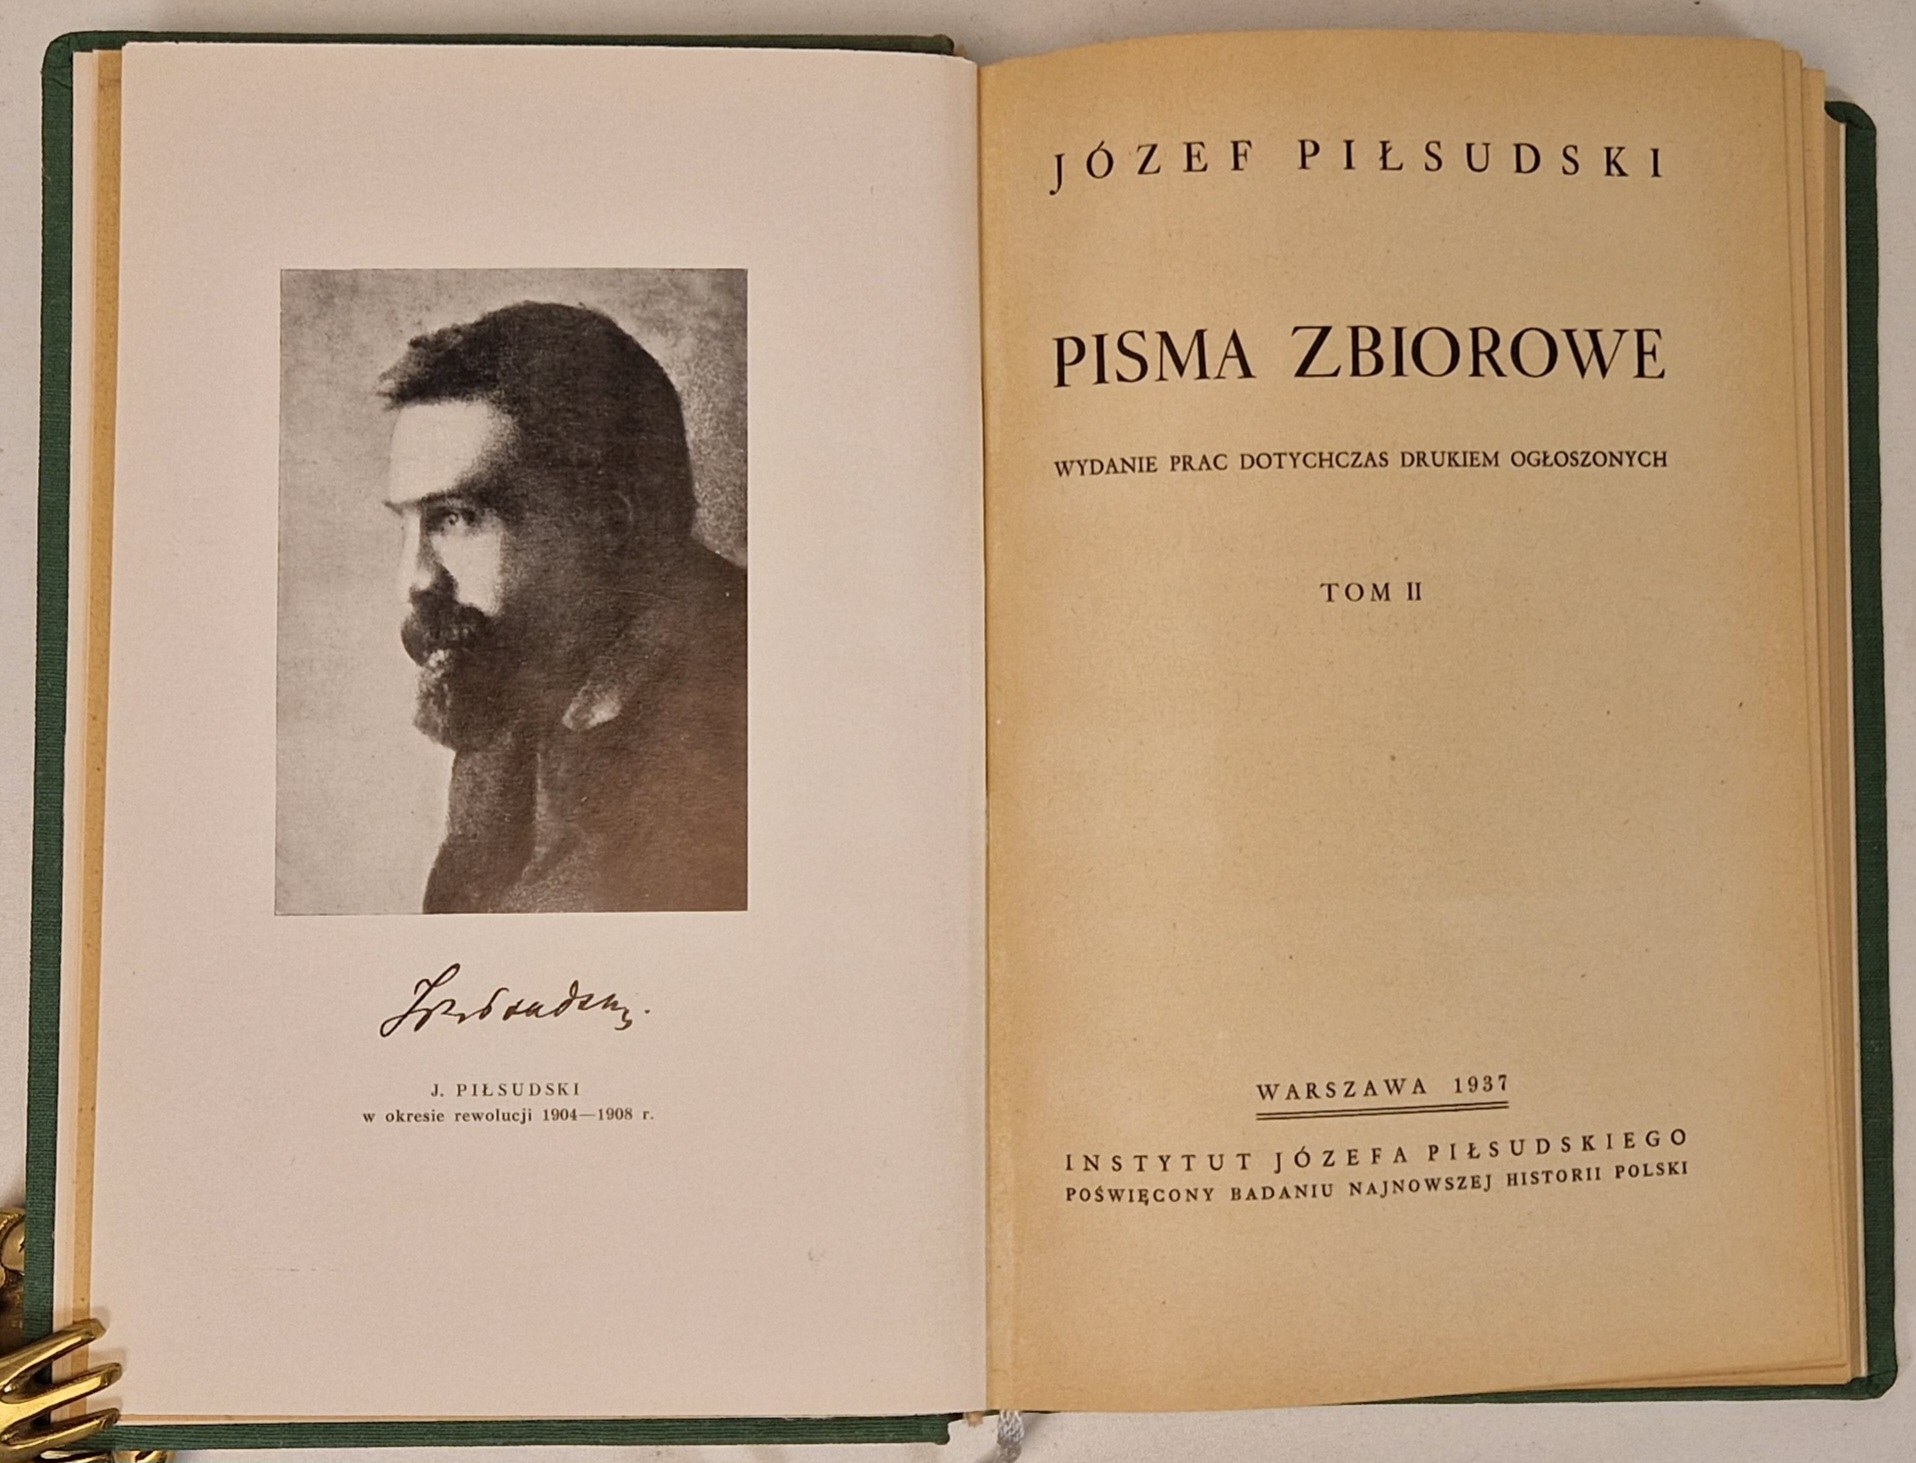 J. PIŁSUDSKI
w okresie rewolucji 1904—1908 r.
JÓZEF PIŁSUDSKI
PISMA ZBIOROWE
WYDANIE PRAC DOTYCHCZAS DRUKIEM OGŁOSZONYCH
TOM II
WARSZAWA 1937
INSTYTUT JÓZEFA PIŁSUDSKIEGO
POŚWIĘCONY BADANIU NAJNOWSZEJ HISTORII POLSKI